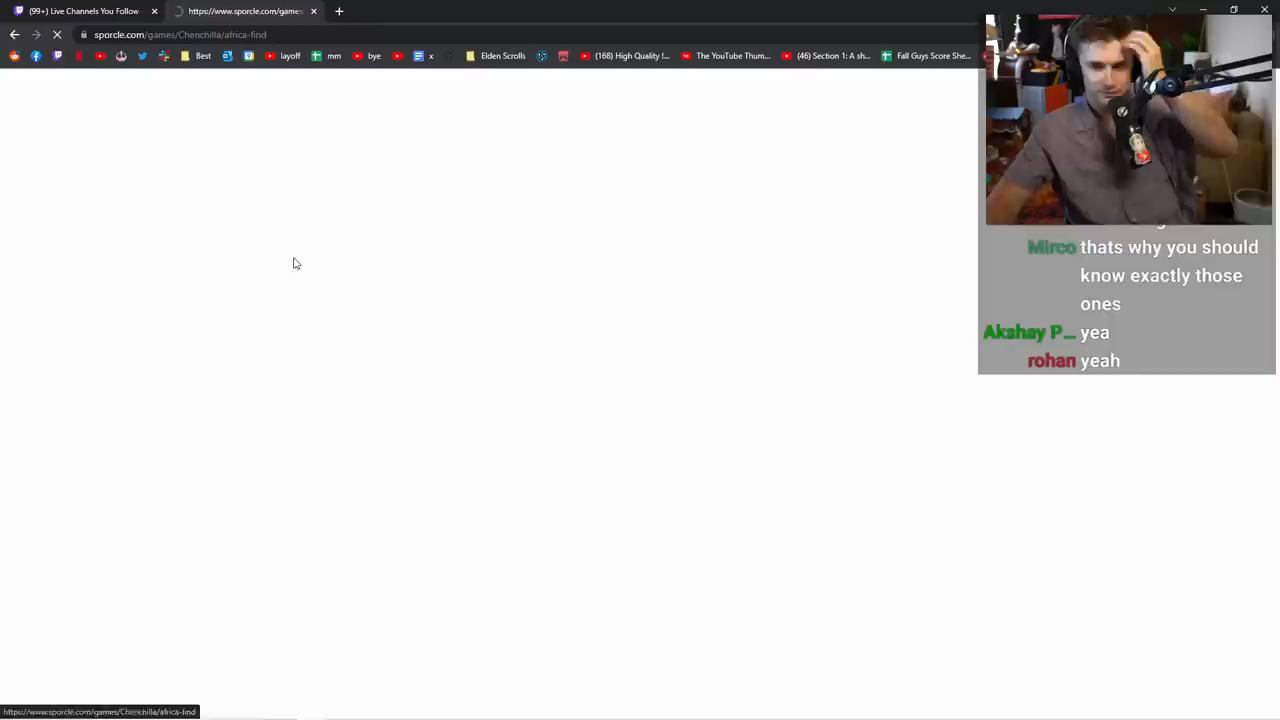 (99+) Live Channels You Follow
https://www.sporcle.com/games
sporcle.com/games/Chenchilla/africa-find
Best layoff mm bye x Elden Scrolls (168) High Quality I... The YouTube Thum... (46) Section 1: A sh... Fall Guys Score She...
Mirco thats why you should
know exactly those
ones
Akshay P... yea
rohan yeah
https://www.sporcle.com/games/Chenchilla/africa-find